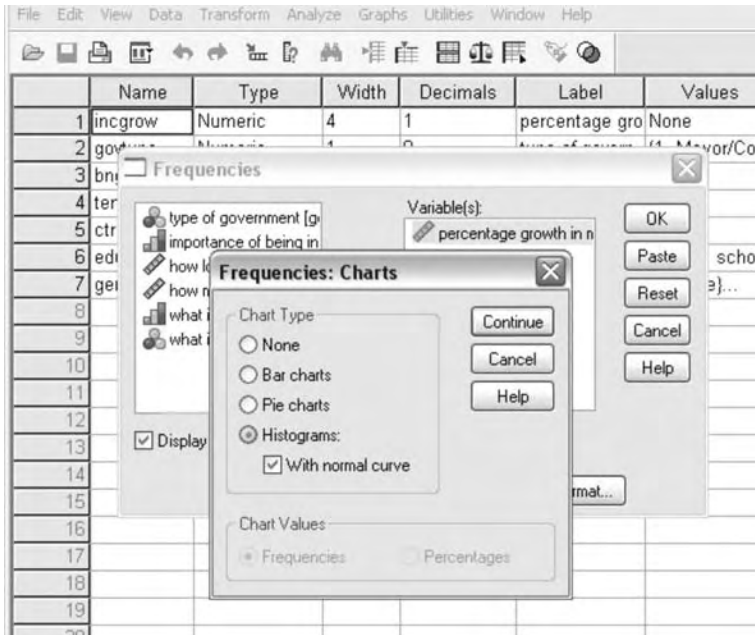 File Edit View Data Transform Analyze Graphs Utilities Window Help
Name Type Width Decimals Label Values
1 incgrow Numeric 4 1 percentage gro None
2
3
4
5
6 scho
7
8
9
10
11
12
13
14
15
16
17
18
19
Frequencies
type of government [g
importance of being in
how
how
what i
what i
Variable(s):
percentage growth in n
OK
Paste
Reset
Cancel
Help
Display
rmat...
Frequencies: Charts
Chart Type
None
Bar charts
Pie charts
Histograms:
With normal curve
Continue
Cancel
Help
Chart Values
Frequencies Percentages